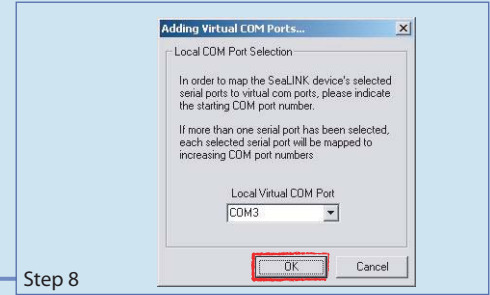 Adding Virtual COM Ports...
Local COM Port Selection
In order to map the SeaLINK device's selected
serial ports to virtual com ports, please indicate
the starting COM port number.
If more than one serial port has been selected,
each selected serial port will be mapped to
increasing COM port numbers
Local Virtual COM Port
COM3
OK
Cancel
Step 8